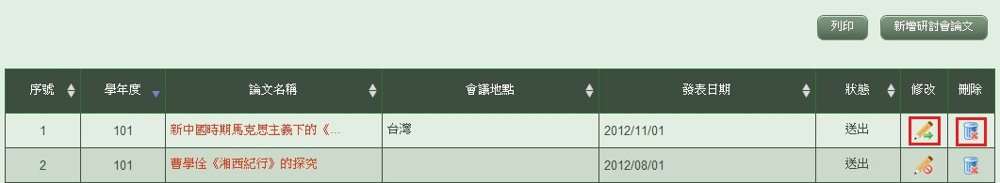 列印 新增研討會論文
序號 學年度 論文名稱 會議地點 發表日期 狀態 修改 刪除
1 101 新中國時期馬克思主義下的《... 台灣 2012/11/01 送出
2 101 曹學佺《湘西紀行》的探究 2012/08/01 送出